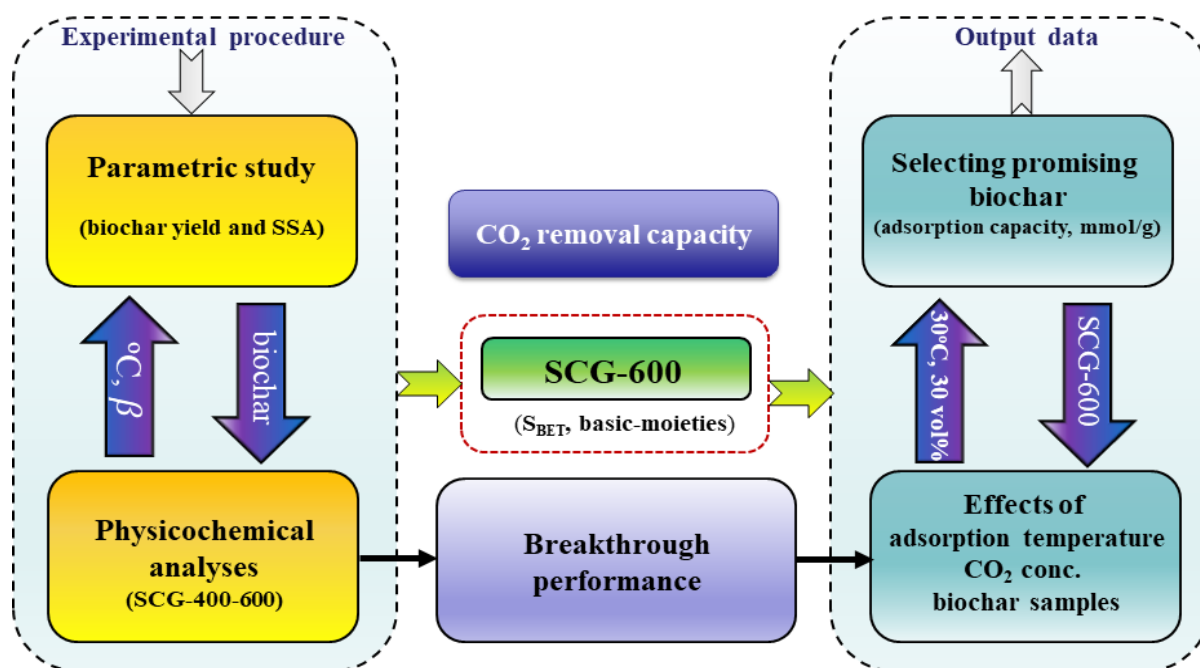 Experimental procedure
Parametric study
(biochar yield and SSA)
°C, β
biochar
Physicochemical
analyses
(SCG-400-600)
CO₂ removal capacity
SCG-600
(S_BET, basic-moieties)
Breakthrough
performance
Output data
Selecting promising
biochar
(adsorption capacity, mmol/g)
30°C, 30 vol%
SCG-600
Effects of
adsorption temperature
CO₂ conc.
biochar samples